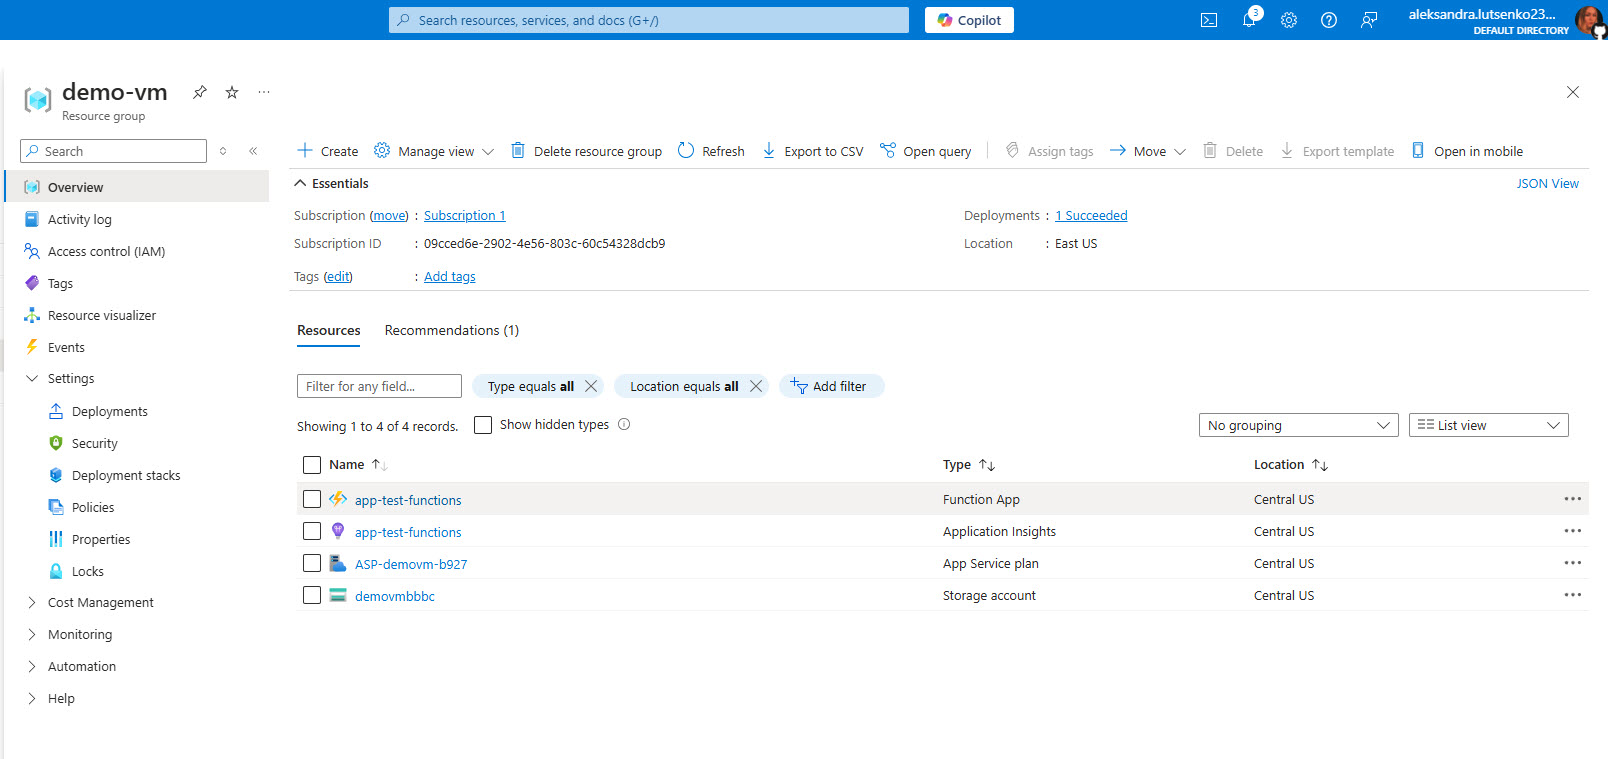 Search resources, services, and docs (G+/)
Copilot
3
aleksandra.lutsenko23...
DEFAULT DIRECTORY
demo-vm
Resource group
Search
Overview
Activity log
Access control (IAM)
Tags
Resource visualizer
Events
Settings
Deployments
Security
Deployment stacks
Policies
Properties
Locks
Cost Management
Monitoring
Automation
Help
Create Manage view Delete resource group Refresh Export to CSV Open query Assign tags Move Delete Export template Open in mobile
Essentials JSON View
Subscription (move) : Subscription 1 Deployments : 1 Succeeded
Subscription ID : 09cced6e-2902-4e56-803c-60c54328dcb9 Location : East US
Tags (edit) : Add tags
Resources Recommendations (1)
Filter for any field... Type equals all Location equals all Add filter
Showing 1 to 4 of 4 records. Show hidden types No grouping List view
Name Type Location
app-test-functions Function App Central US
app-test-functions Application Insights Central US
ASP-demovm-b927 App Service plan Central US
demovmbbbc Storage account Central US